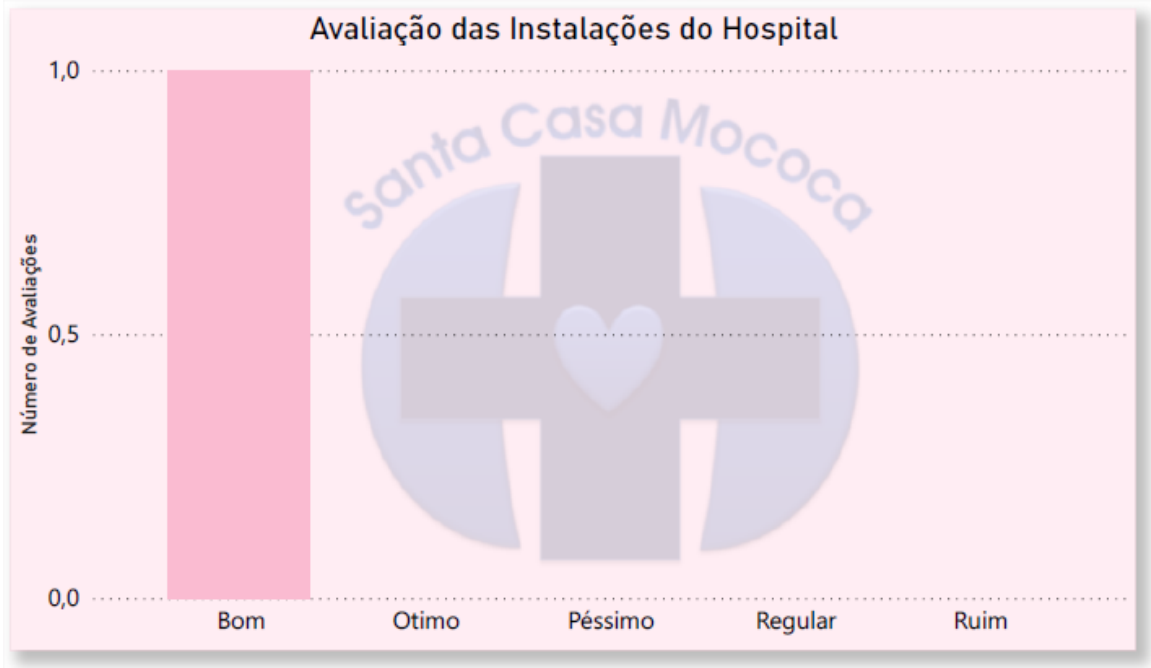 Avaliação das Instalações do Hospital
Número de Avaliações
1,0
0,5
0,0
Santa Casa Mococa
Bom Otimo Péssimo Regular Ruim